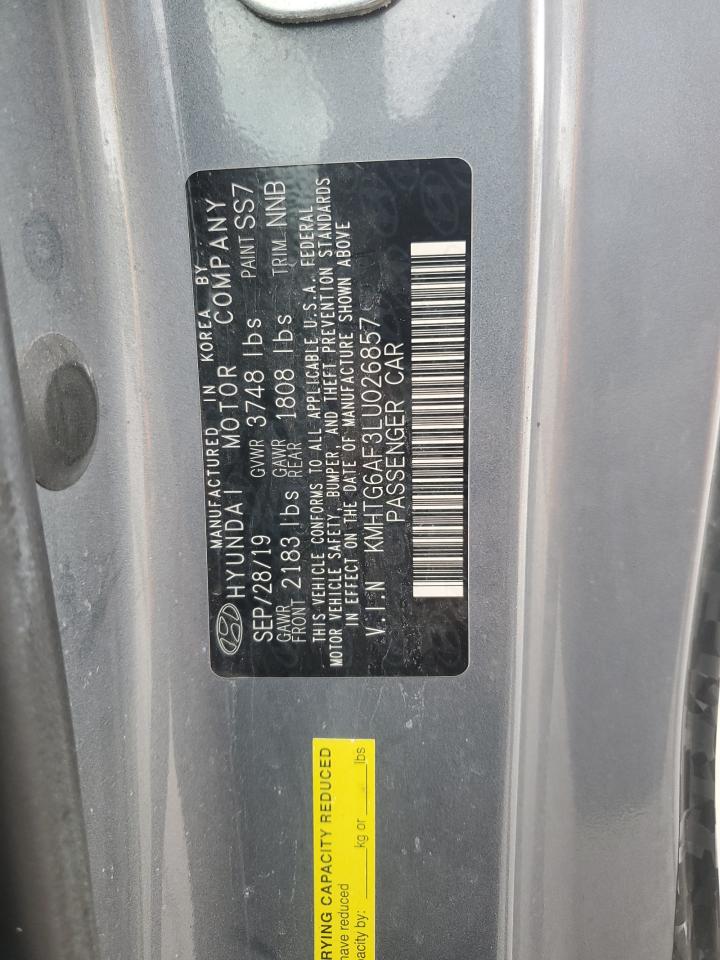 MANUFACTURED IN KOREA BY
HYUNDAI MOTOR COMPANY
SEP/28/19 GVWR 3748 lbs PAINT SS7
GAWR FRONT 2183 lbs GAWR REAR 1808 lbs TRIM NNB
THIS VEHICLE CONFORMS TO ALL APPLICABLE U.S.A. FEDERAL
MOTOR VEHICLE SAFETY, BUMPER, AND THEFT PREVENTION STANDARDS
IN EFFECT ON THE DATE OF MANUFACTURE SHOWN ABOVE
V.I.N KMHTG6AF3LU026857
PASSENGER CAR
RYING CAPACITY REDUCED
have reduced
acity by: _____kg or _____lbs